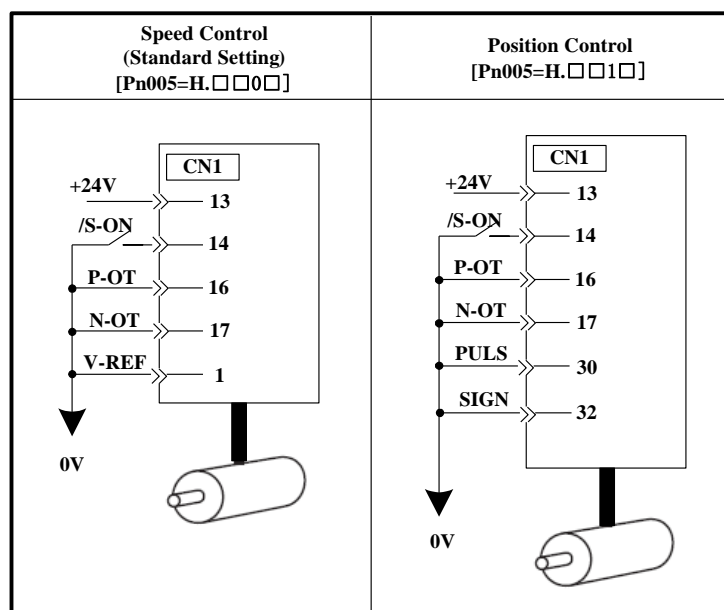 Speed Control
(Standard Setting)
[Pn005=H.□□0□]
CN1
+24V
13
/S-ON
14
P-OT
16
N-OT
17
V-REF
1
0V
Position Control
[Pn005=H.□□1□]
CN1
+24V
13
/S-ON
14
P-OT
16
N-OT
17
PULS
30
SIGN
32
0V